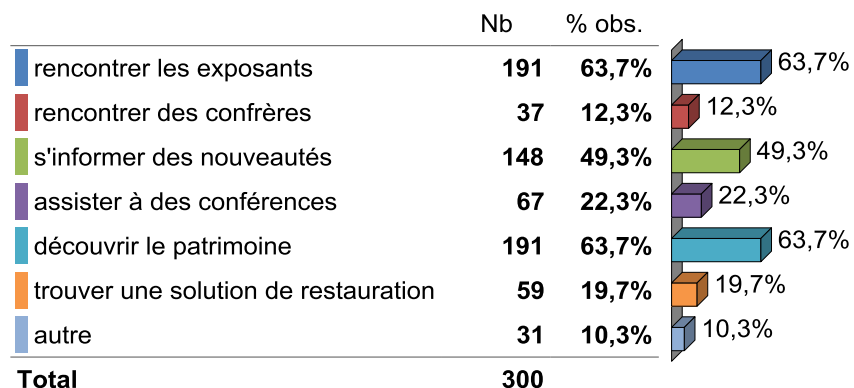 Nb % obs.
rencontrer les exposants 191 63,7% 63,7%
rencontrer des confrères 37 12,3% 12,3%
s'informer des nouveautés 148 49,3% 49,3%
assister à des conférences 67 22,3% 22,3%
découvrir le patrimoine 191 63,7% 63,7%
trouver une solution de restauration 59 19,7% 19,7%
autre 31 10,3% 10,3%
Total 300